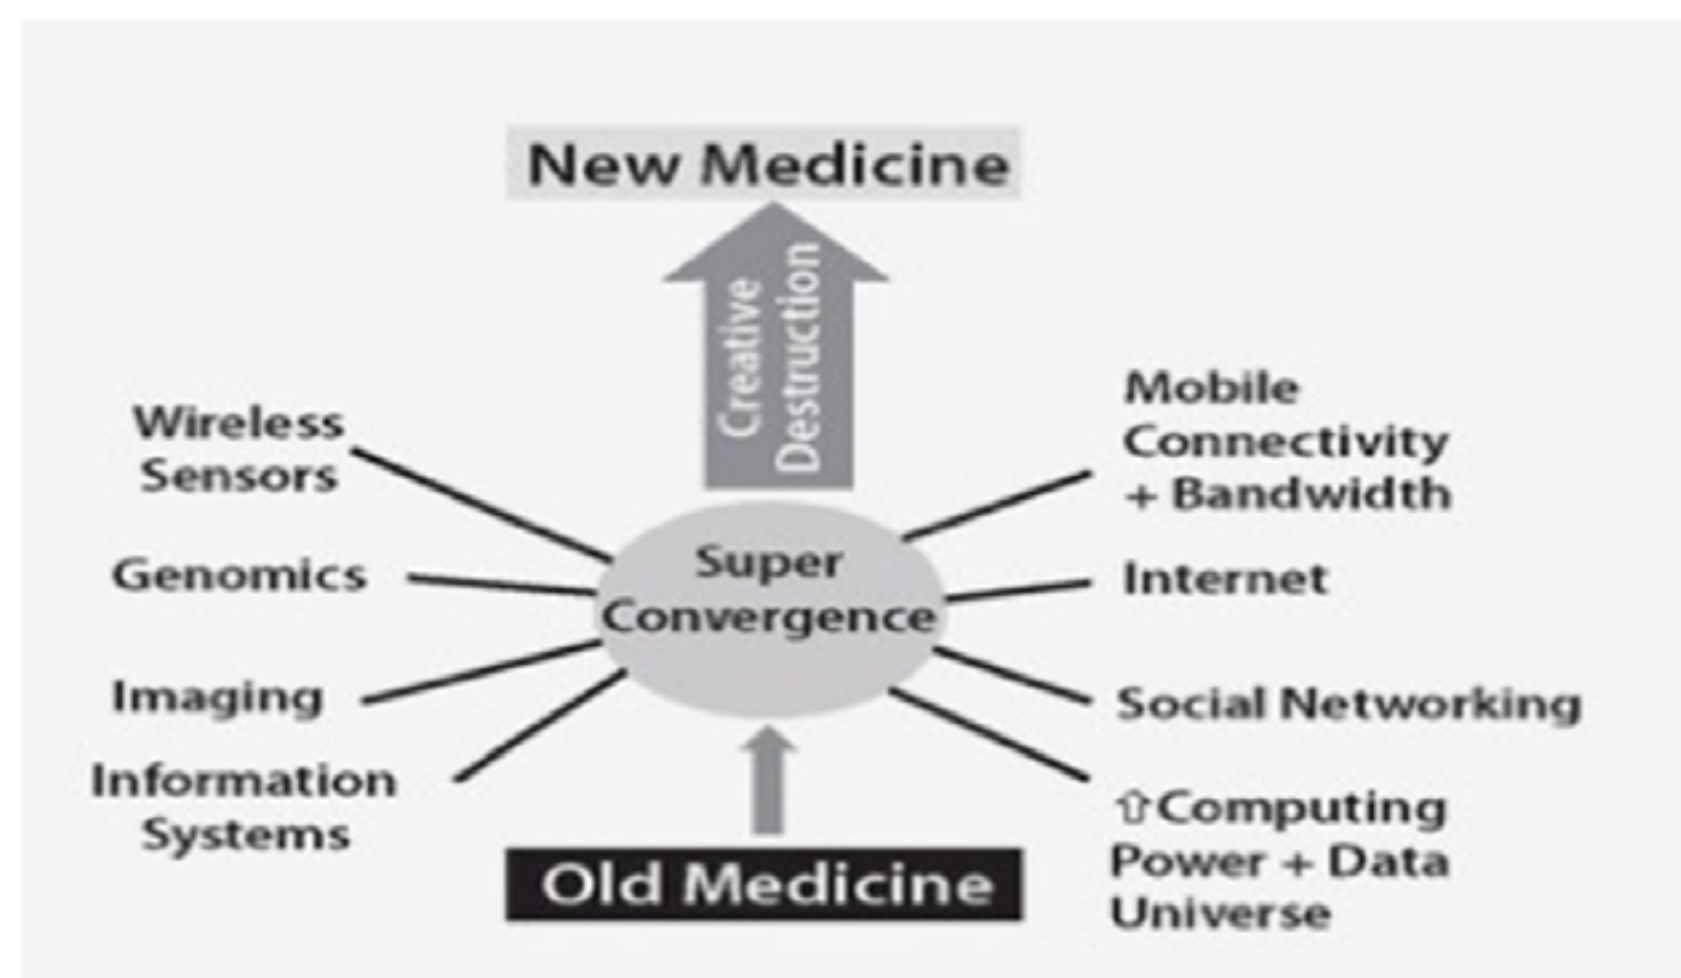 New Medicine
Creative
Destruction
Wireless
Sensors
Genomics
Imaging
Information
Systems
Super
Convergence
Mobile
Connectivity
+ Bandwidth
Internet
Social Networking
⇧Computing
Power + Data
Universe
Old Medicine